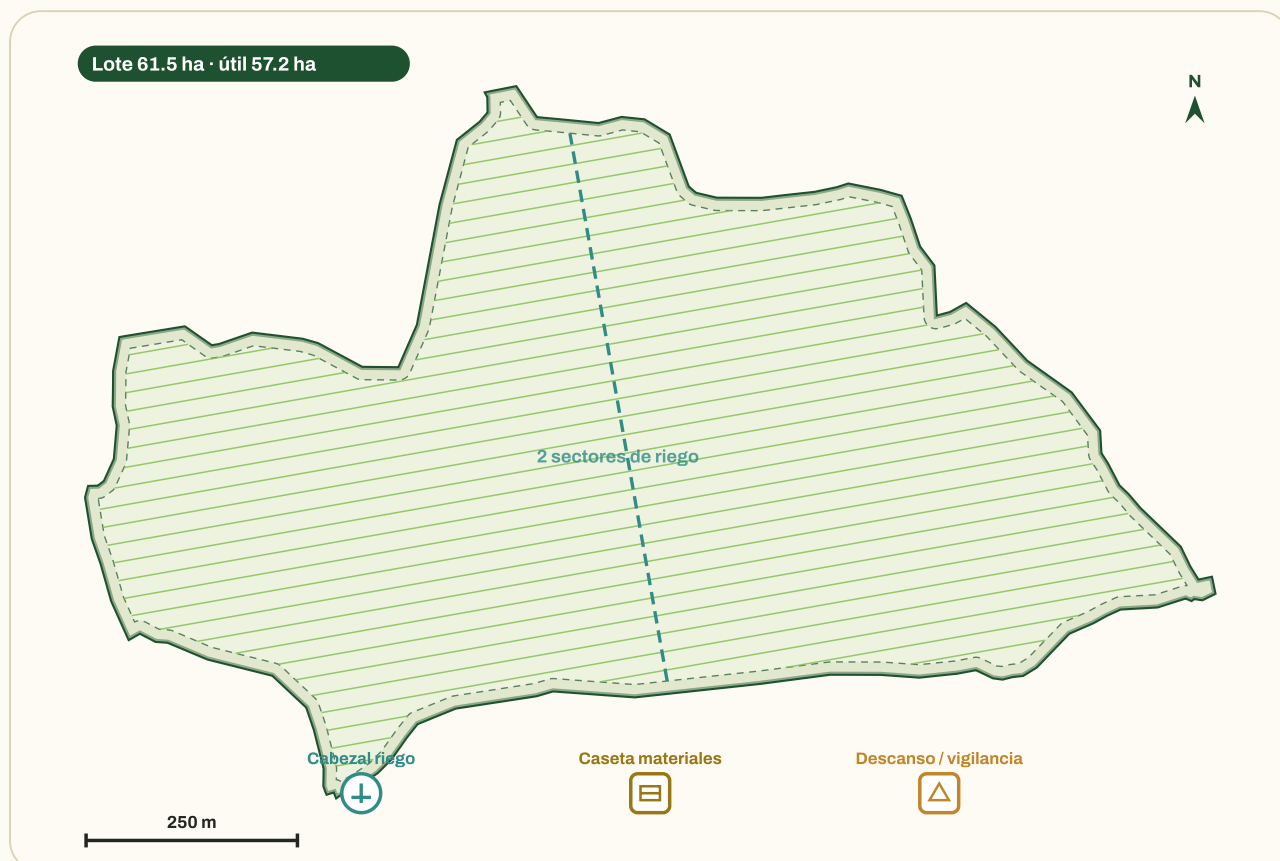 Lote 61.5 ha · útil 57.2 ha
N
2 sectores de riego
Cabezal riego
Caseta materiales
Descanso / vigilancia
250 m